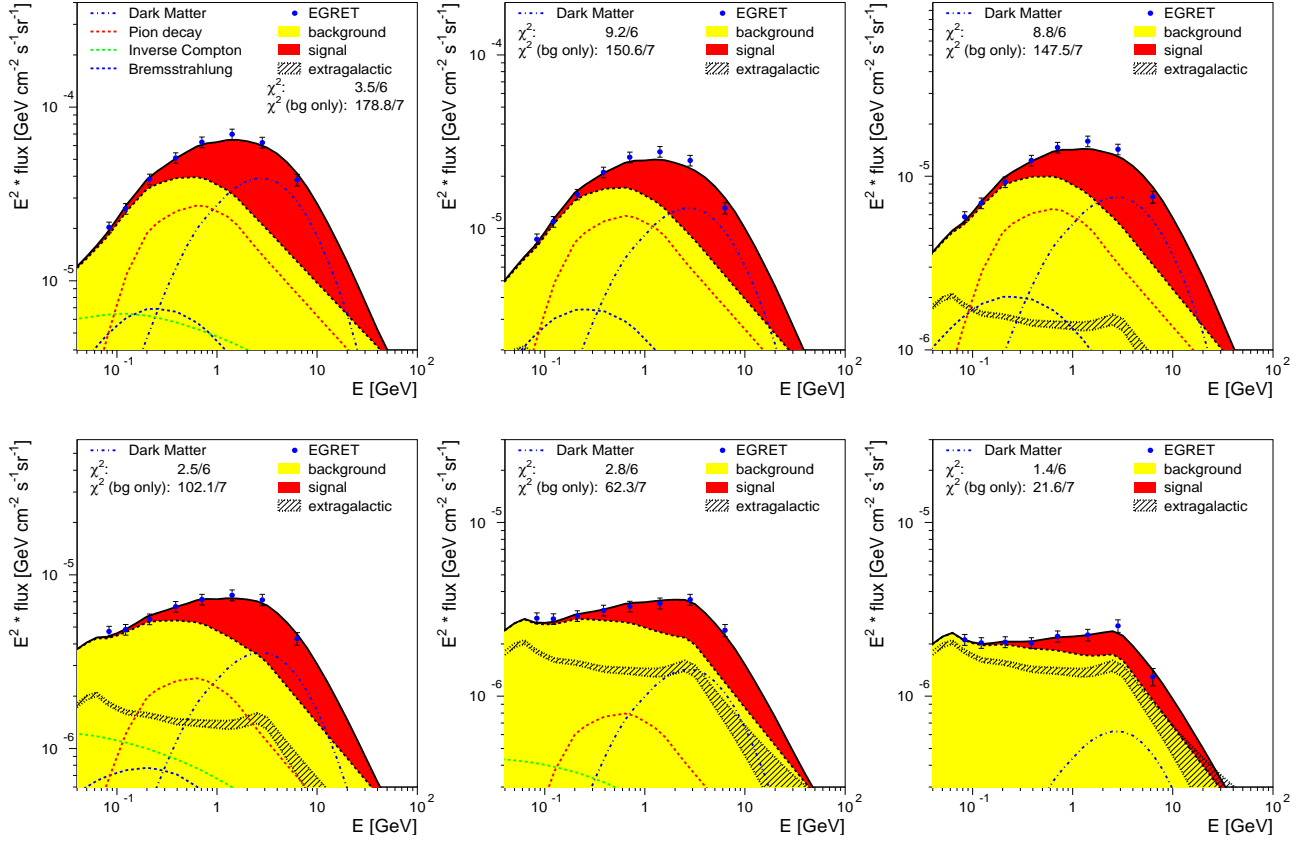 Dark Matter EGRET
Pion decay background
Inverse Compton signal
Bremsstrahlung extragalactic
χ²: 3.5/6
χ² (bg only): 178.8/7
E² * flux [GeV cm⁻² s⁻¹sr⁻¹]
10⁻⁴
10⁻⁵
10⁻¹ 1 10 10²
E [GeV]
Dark Matter EGRET
χ²: 9.2/6 background
χ² (bg only): 150.6/7 signal
extragalactic
E² * flux [GeV cm⁻² s⁻¹sr⁻¹]
10⁻⁴
10⁻⁵
10⁻¹ 1 10 10²
E [GeV]
Dark Matter EGRET
χ²: 8.8/6 background
χ² (bg only): 147.5/7 signal
extragalactic
E² * flux [GeV cm⁻² s⁻¹sr⁻¹]
10⁻⁵
10⁻⁶
10⁻¹ 1 10 10²
E [GeV]
Dark Matter EGRET
χ²: 2.5/6 background
χ² (bg only): 102.1/7 signal
extragalactic
E² * flux [GeV cm⁻² s⁻¹sr⁻¹]
10⁻⁵
10⁻⁶
10⁻¹ 1 10 10²
E [GeV]
Dark Matter EGRET
χ²: 2.8/6 background
χ² (bg only): 62.3/7 signal
extragalactic
E² * flux [GeV cm⁻² s⁻¹sr⁻¹]
10⁻⁵
10⁻⁶
10⁻¹ 1 10 10²
E [GeV]
Dark Matter EGRET
χ²: 1.4/6 background
χ² (bg only): 21.6/7 signal
extragalactic
E² * flux [GeV cm⁻² s⁻¹sr⁻¹]
10⁻⁵
10⁻⁶
10⁻¹ 1 10 10²
E [GeV]